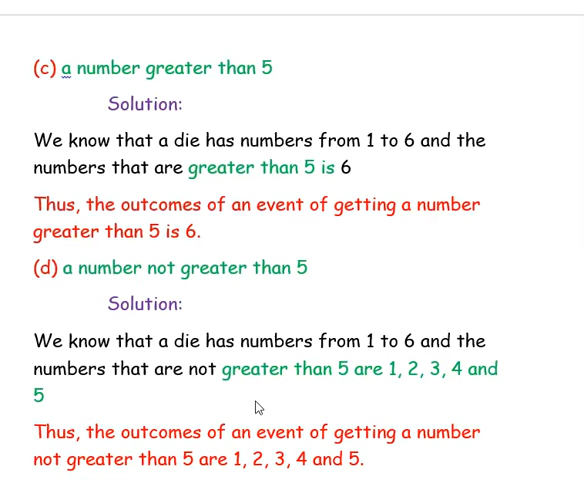 (c) a number greater than 5
Solution:
We know that a die has numbers from 1 to 6 and the
numbers that are greater than 5 is 6
Thus, the outcomes of an event of getting a number
greater than 5 is 6.
(d) a number not greater than 5
Solution:
We know that a die has numbers from 1 to 6 and the
numbers that are not greater than 5 are 1, 2, 3, 4 and
5
Thus, the outcomes of an event of getting a number
not greater than 5 are 1, 2, 3, 4 and 5.